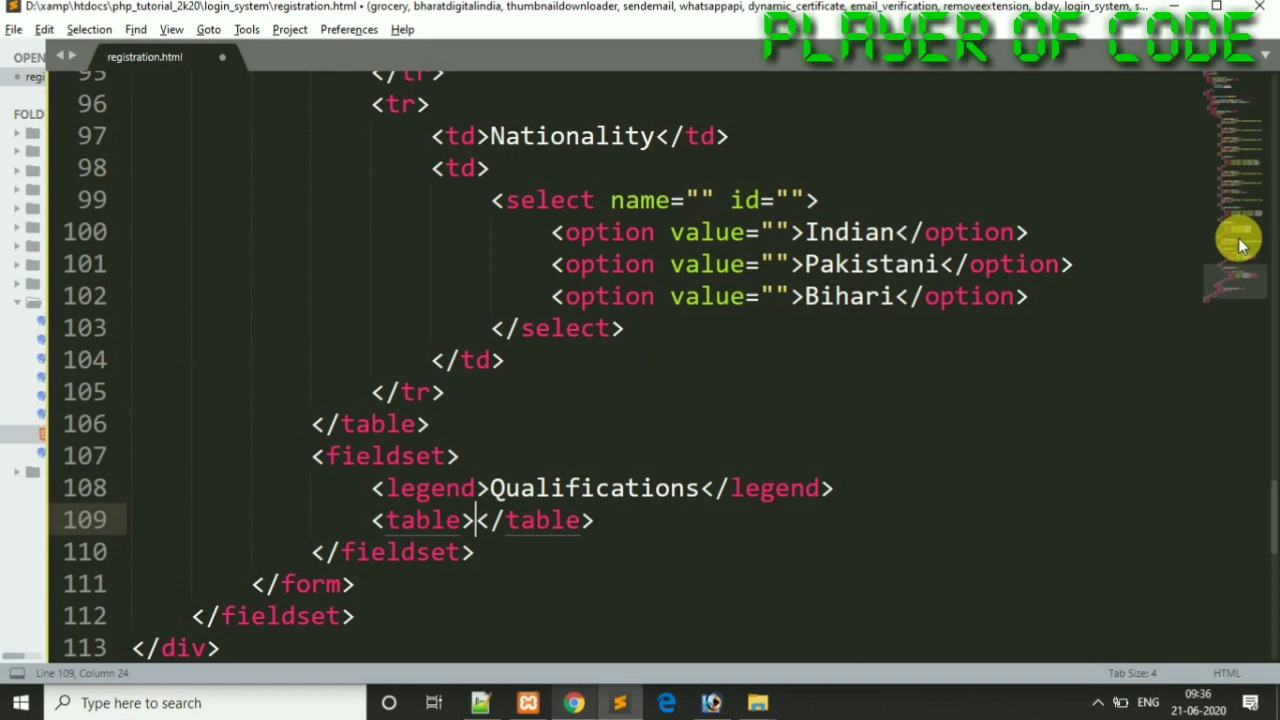 D:\xamp\htdocs\php_tutorial_2k20\login_system\registration.html • (grocery, bharatdigitalindia, thumbnaildownloader, sendemail, whatsappapi, dynamic_certificate, email_verification, removeextension, bday, login_system, s...
PLAYER OF CODE
File Edit Selection Find View Goto Tools Project Preferences Help
OPEN
registration.html
regi
FOLD
95 </tr>
96 <tr>
97 <td>Nationality</td>
98 <td>
99 <select name="" id="">
100 <option value="">Indian</option>
101 <option value="">Pakistani</option>
102 <option value="">Bihari</option>
103 </select>
104 </td>
105 </tr>
106 </table>
107 <fieldset>
108 <legend>Qualifications</legend>
109 <table></table>
110 </fieldset>
111 </form>
112 </fieldset>
113 </div>
Line 109, Column 24
Tab Size: 4
HTML
Type here to search
ENG
09:36
21-06-2020